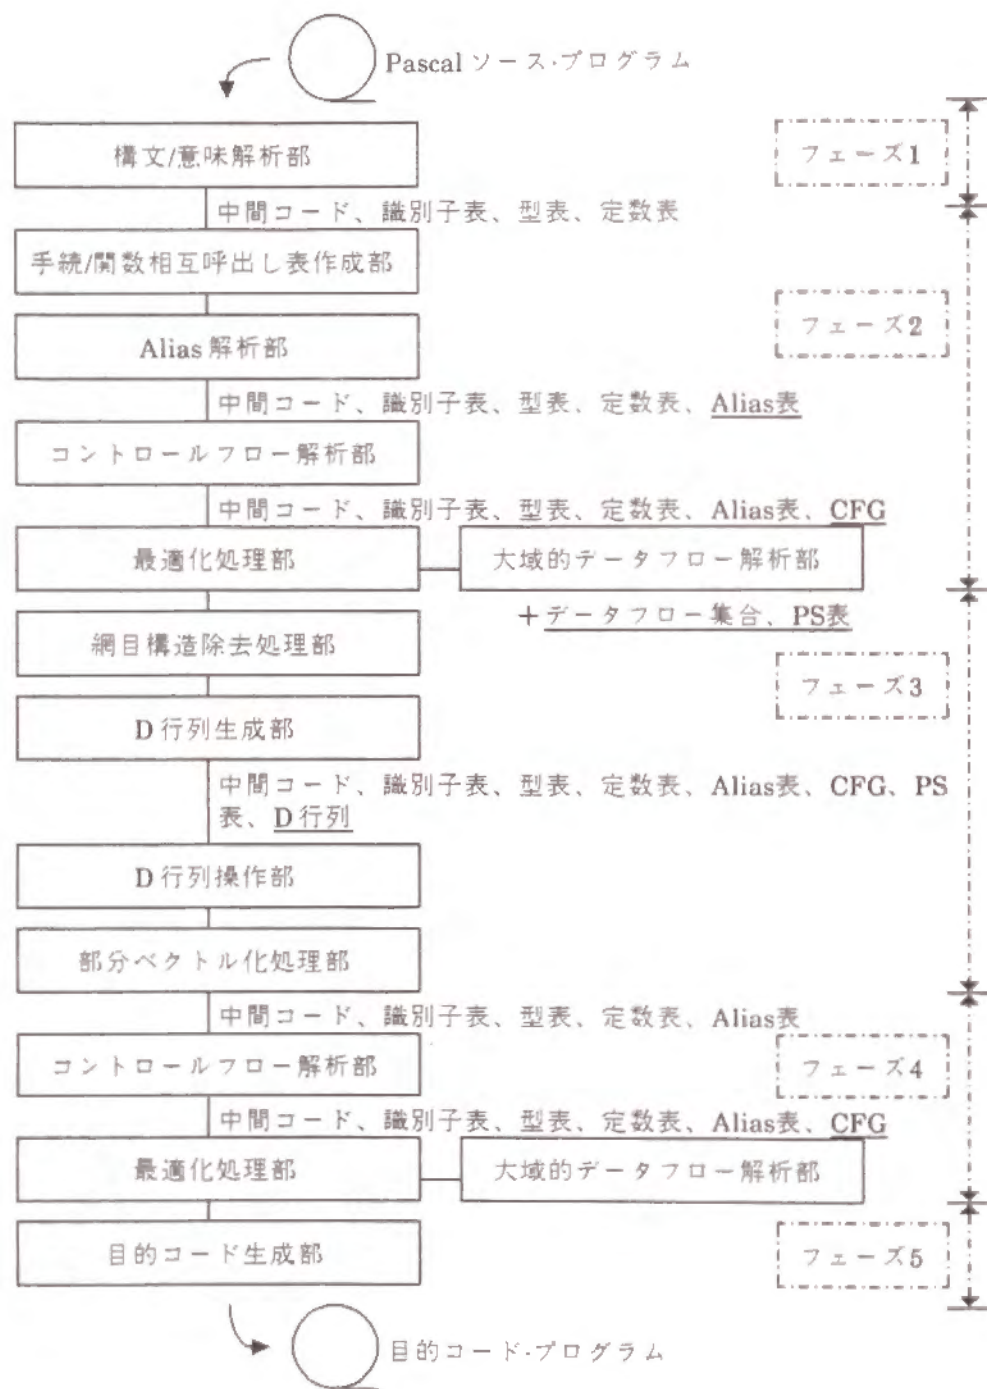 Pascal ソース・プログラム
構文/意味解析部
フェーズ1
中間コード、識別子表、型表、定数表
手続/関数相互呼出し表作成部
フェーズ2
Alias 解析部
中間コード、識別子表、型表、定数表、Alias表
コントロールフロー解析部
中間コード、識別子表、型表、定数表、Alias表、CFG
最適化処理部
大域的データフロー解析部
+データフロー集合、PS表
網目構造除去処理部
フェーズ3
D 行列生成部
中間コード、識別子表、型表、定数表、Alias表、CFG、PS
表、D 行列
D 行列操作部
部分ベクトル化処理部
中間コード、識別子表、型表、定数表、Alias表
コントロールフロー解析部
フェーズ4
中間コード、識別子表、型表、定数表、Alias表、CFG
最適化処理部
大域的データフロー解析部
目的コード生成部
フェーズ5
目的コード・プログラム